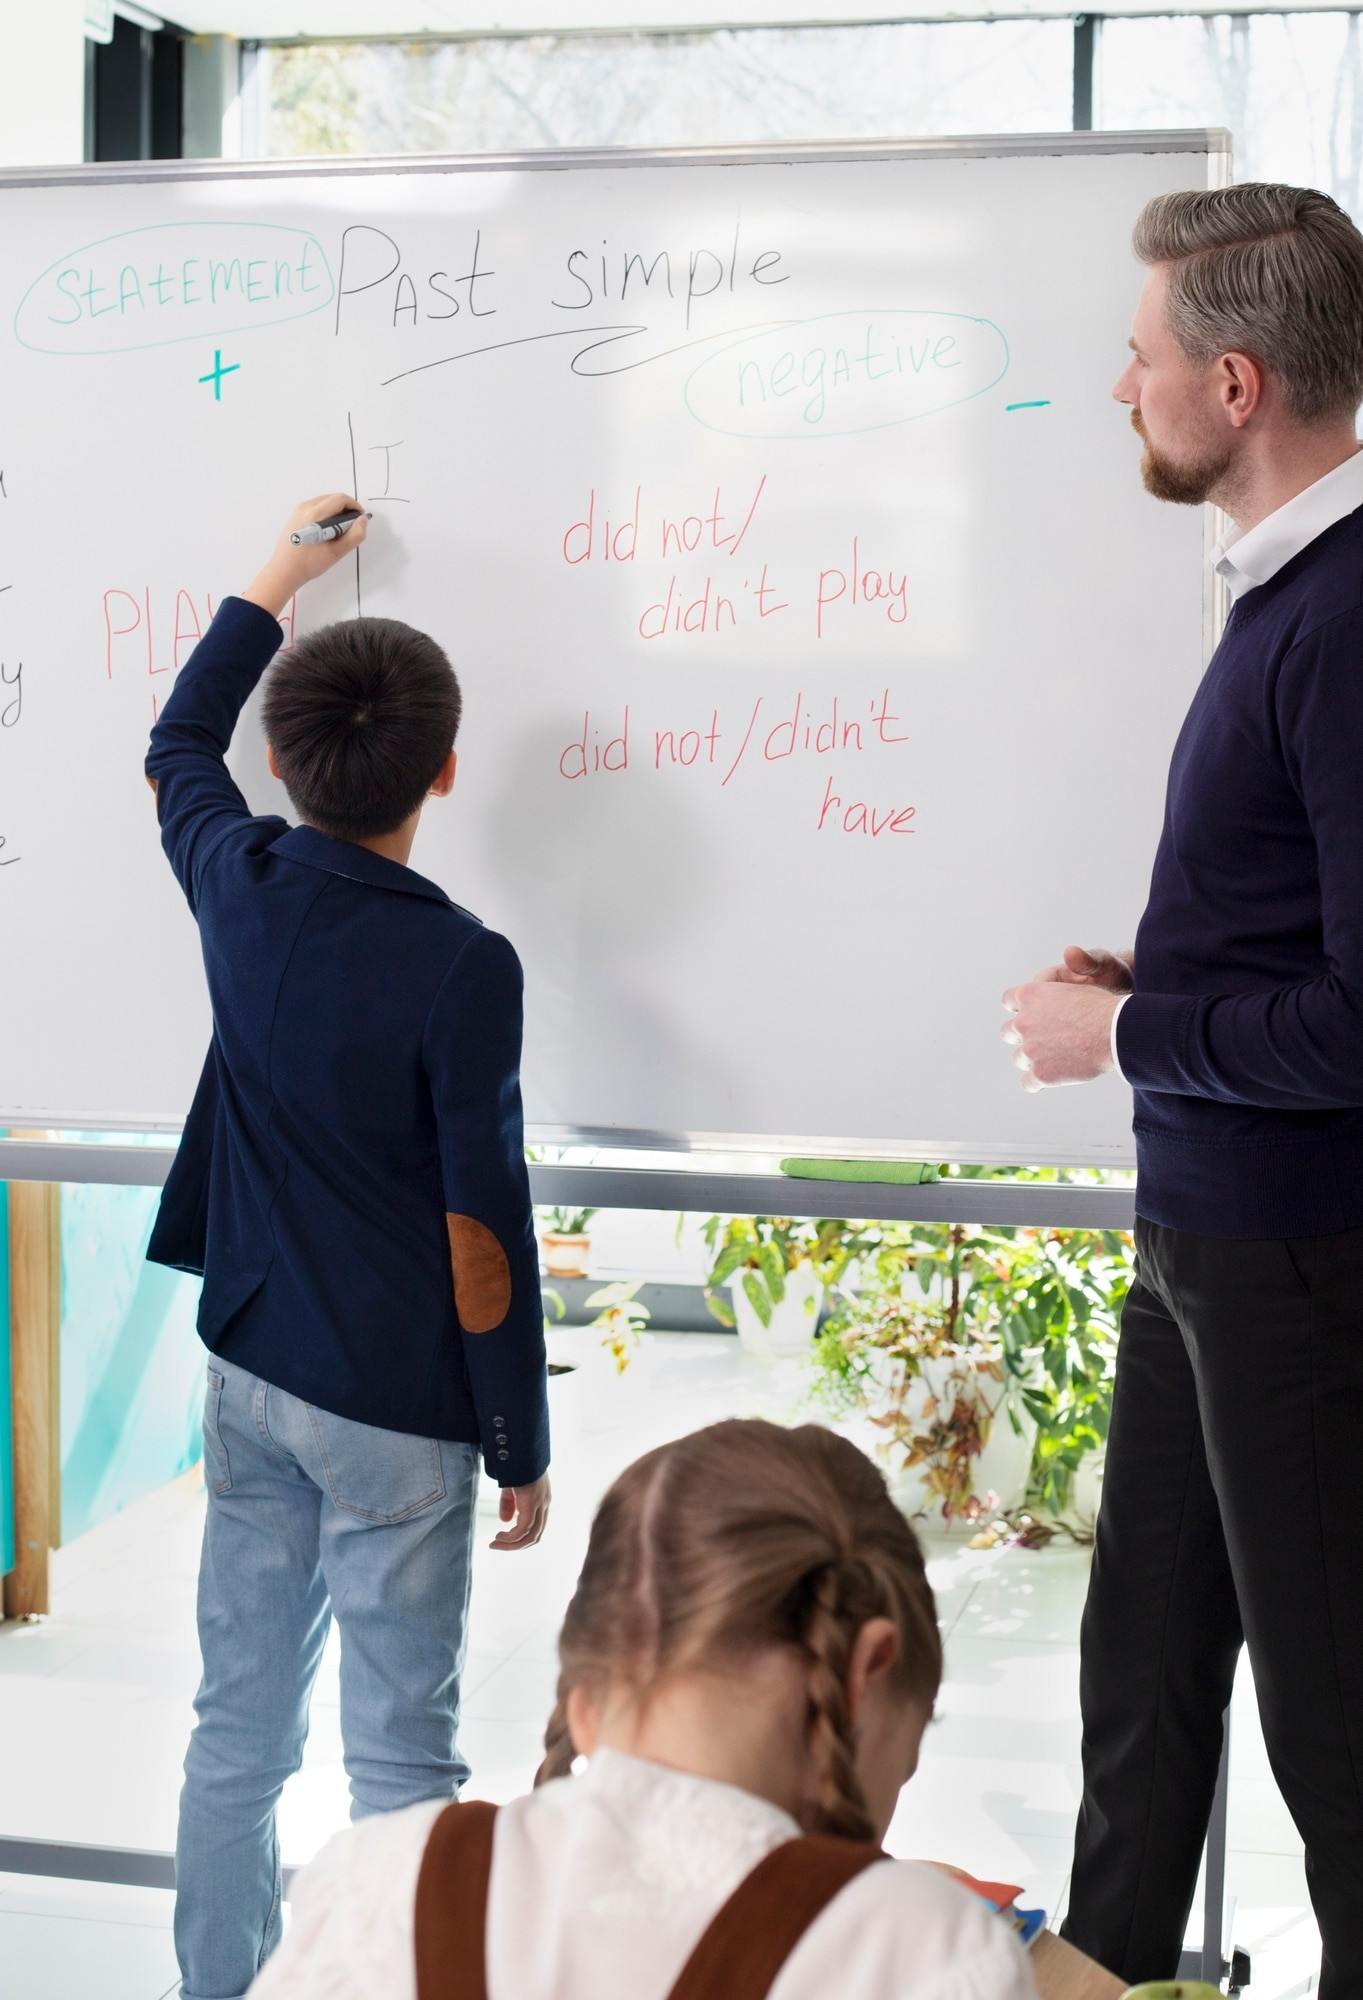 STATEMENT Past simple
+
negative –
I
did not/
didn't play
did not/didn't
have